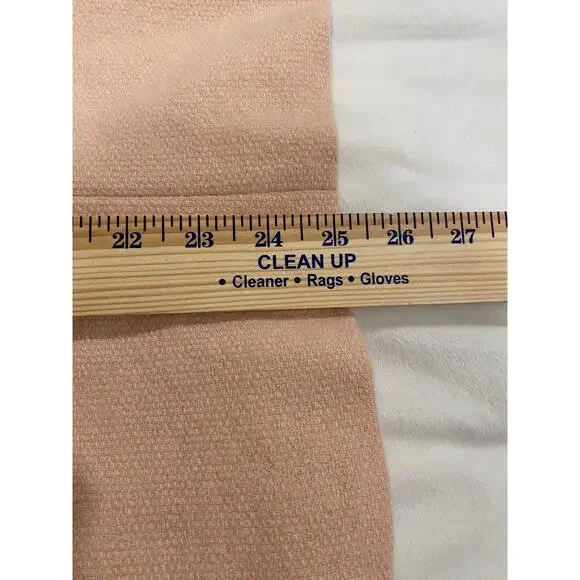 22 23 24 25 26 27
CLEAN UP
• Cleaner • Rags • Gloves